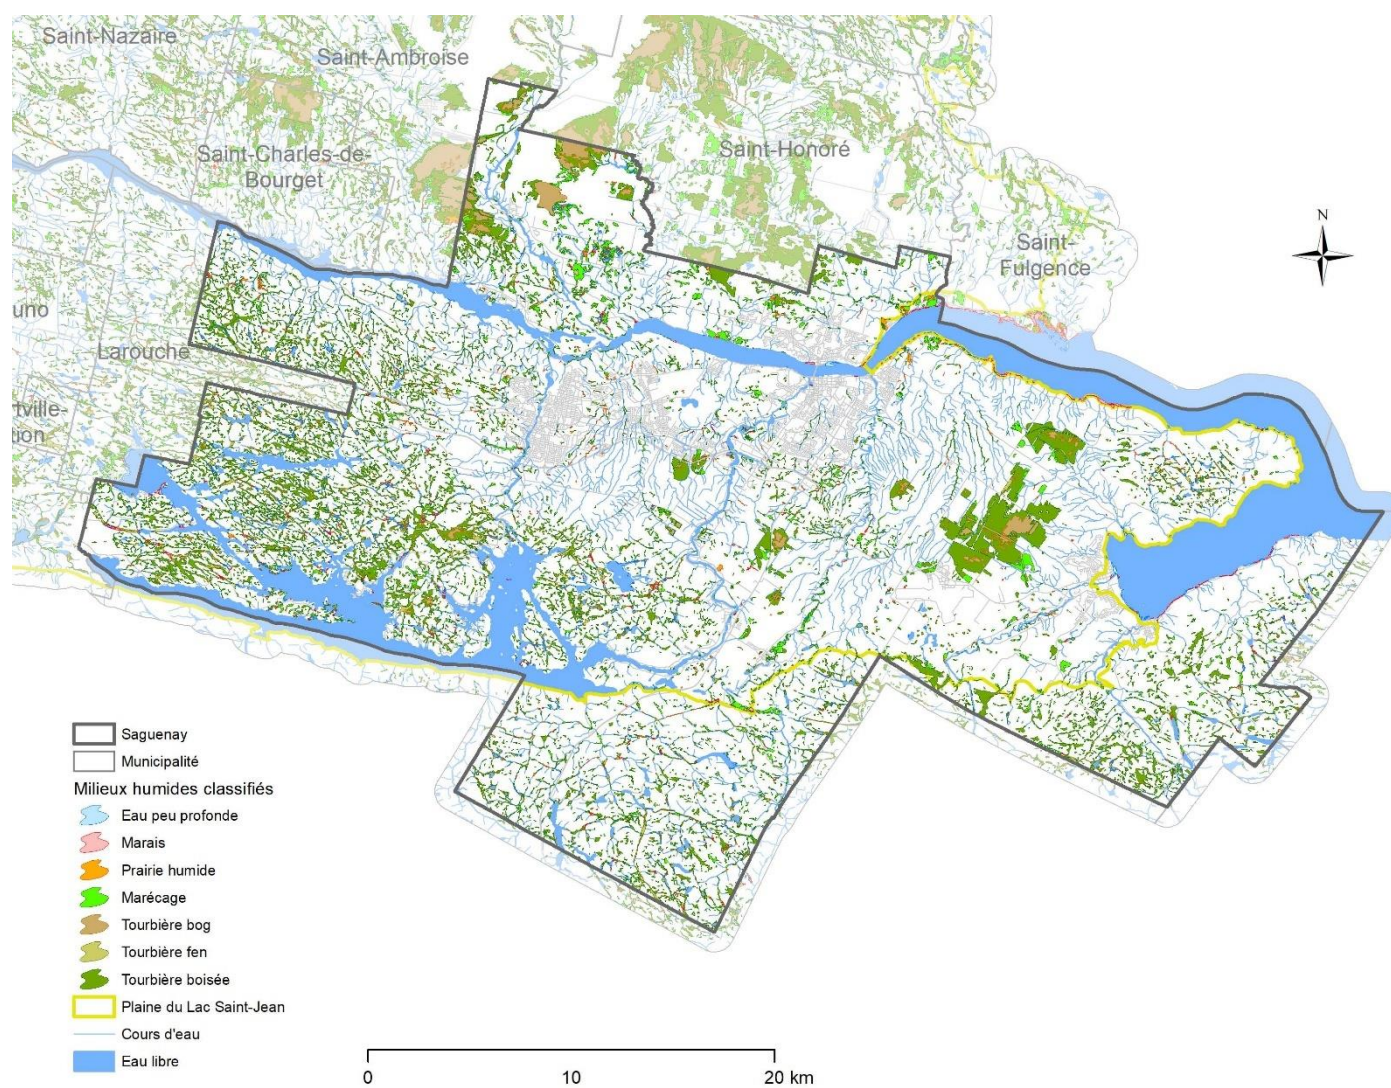 Saint-Nazaire
Saint-Ambroise
Saint-Charles-de-
Bourget
Saint-Honoré
N
Saint-
Fulgence
uno
Larouche
tville-
tion
Saguenay
Municipalité
Milieux humides classifiés
Eau peu profonde
Marais
Prairie humide
Marécage
Tourbière bog
Tourbière fen
Tourbière boisée
Plaine du Lac Saint-Jean
Cours d'eau
Eau libre
0 10 20 km